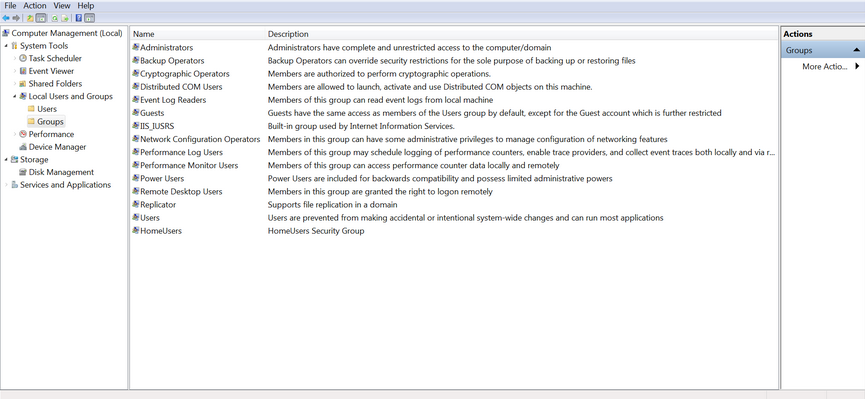 File Action View Help
Computer Management (Local)
System Tools
Task Scheduler
Event Viewer
Shared Folders
Local Users and Groups
Users
Groups
Performance
Device Manager
Storage
Disk Management
Services and Applications
Name Description
Administrators Administrators have complete and unrestricted access to the computer/domain
Backup Operators Backup Operators can override security restrictions for the sole purpose of backing up or restoring files
Cryptographic Operators Members are authorized to perform cryptographic operations.
Distributed COM Users Members are allowed to launch, activate and use Distributed COM objects on this machine.
Event Log Readers Members of this group can read event logs from local machine
Guests Guests have the same access as members of the Users group by default, except for the Guest account which is further restricted
IIS_IUSRS Built-in group used by Internet Information Services.
Network Configuration Operators Members in this group can have some administrative privileges to manage configuration of networking features
Performance Log Users Members of this group may schedule logging of performance counters, enable trace providers, and collect event traces both locally and via r...
Performance Monitor Users Members of this group can access performance counter data locally and remotely
Power Users Power Users are included for backwards compatibility and possess limited administrative powers
Remote Desktop Users Members in this group are granted the right to logon remotely
Replicator Supports file replication in a domain
Users Users are prevented from making accidental or intentional system-wide changes and can run most applications
HomeUsers HomeUsers Security Group
Actions
Groups
More Actio...